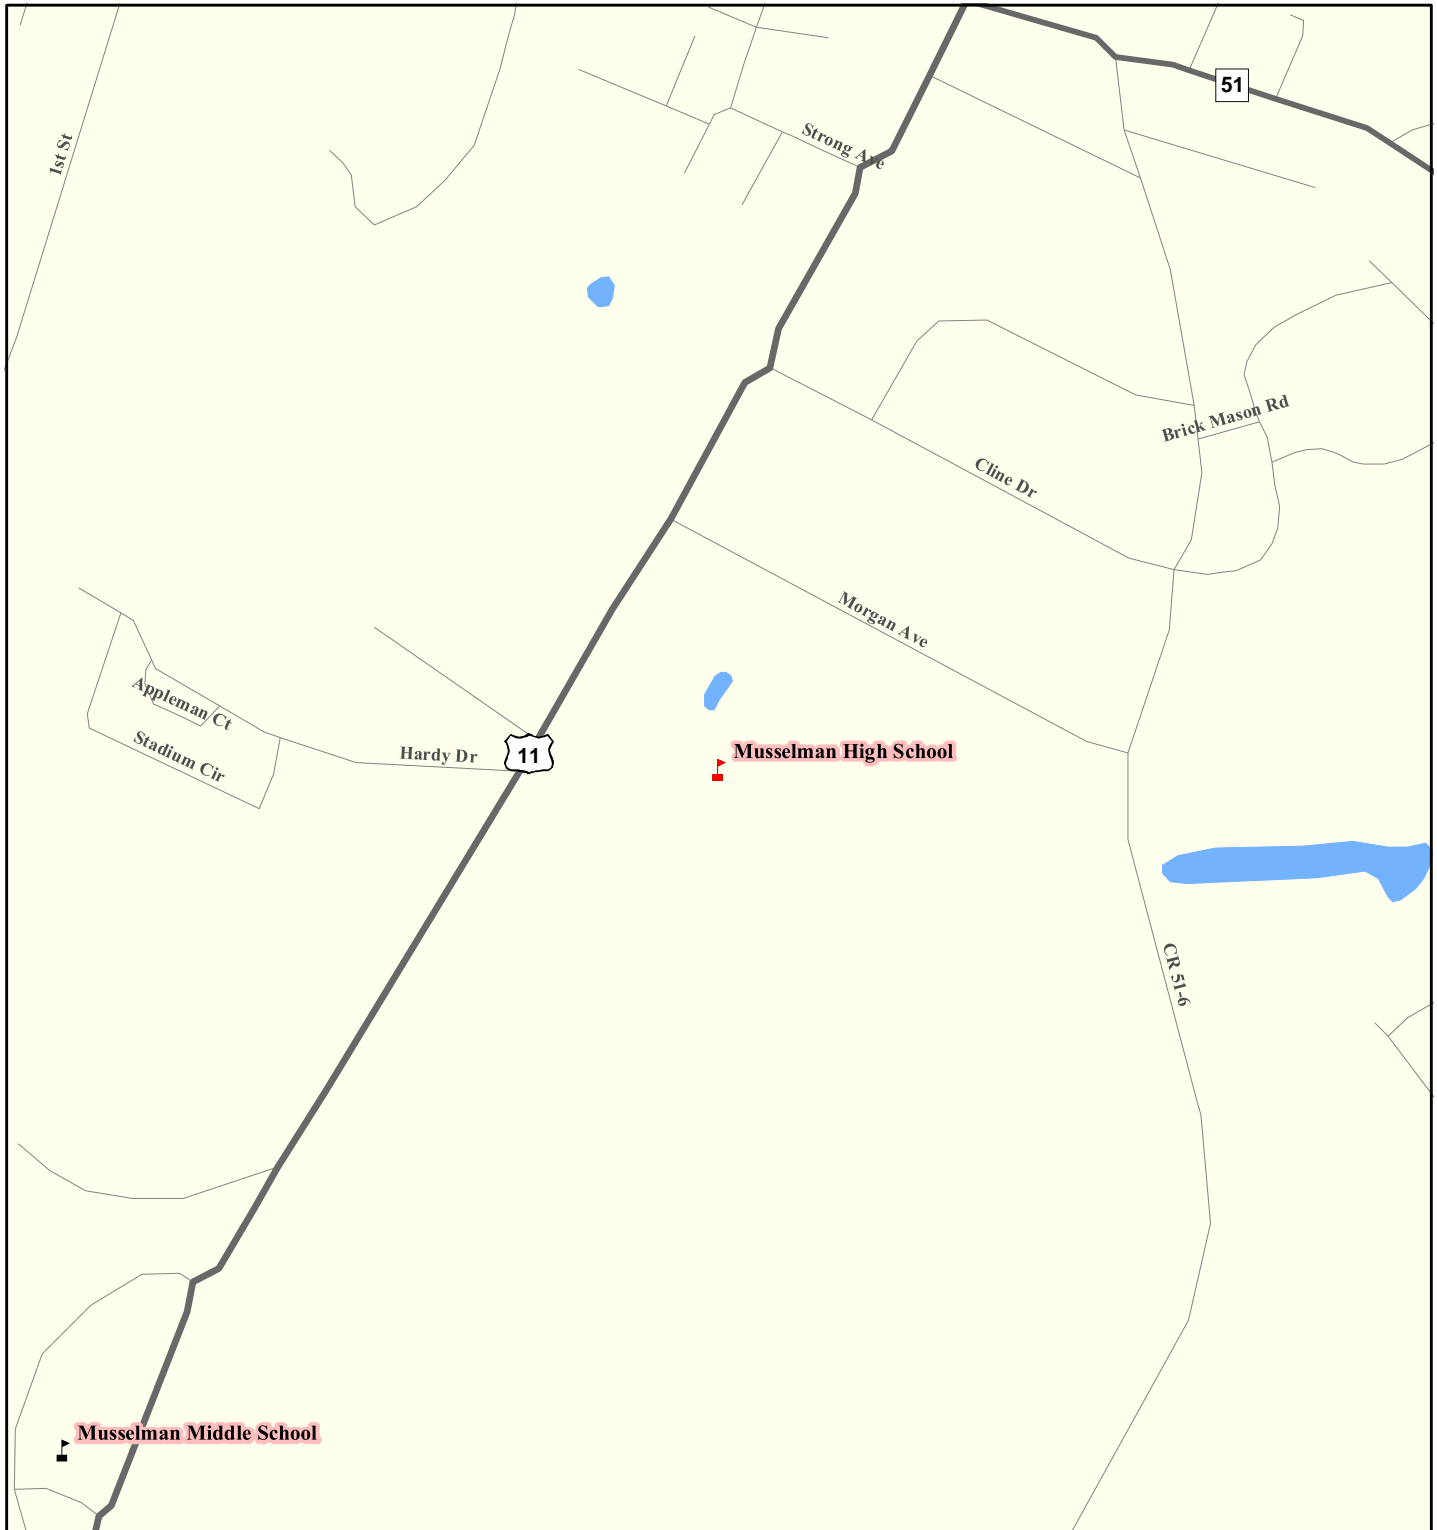 51
Strong Ave
1st St
Brick Mason Rd
Cline Dr
Morgan Ave
Appleman Ct
Stadium Cir
Hardy Dr
11
Musselman High School
CR 51-6
Musselman Middle School